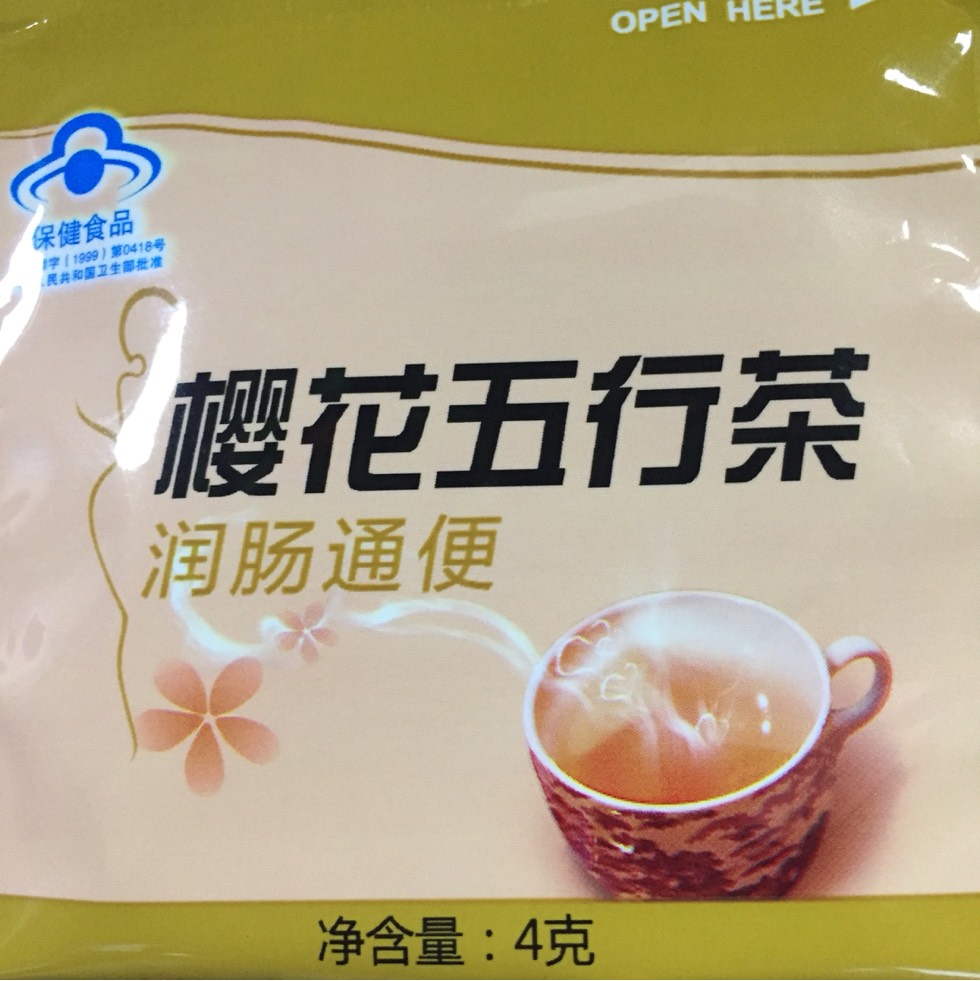 OPEN HERE
保健食品
字（1999）第0418号
民共和国卫生部批准
樱花五行茶
润肠通便
净含量：4克